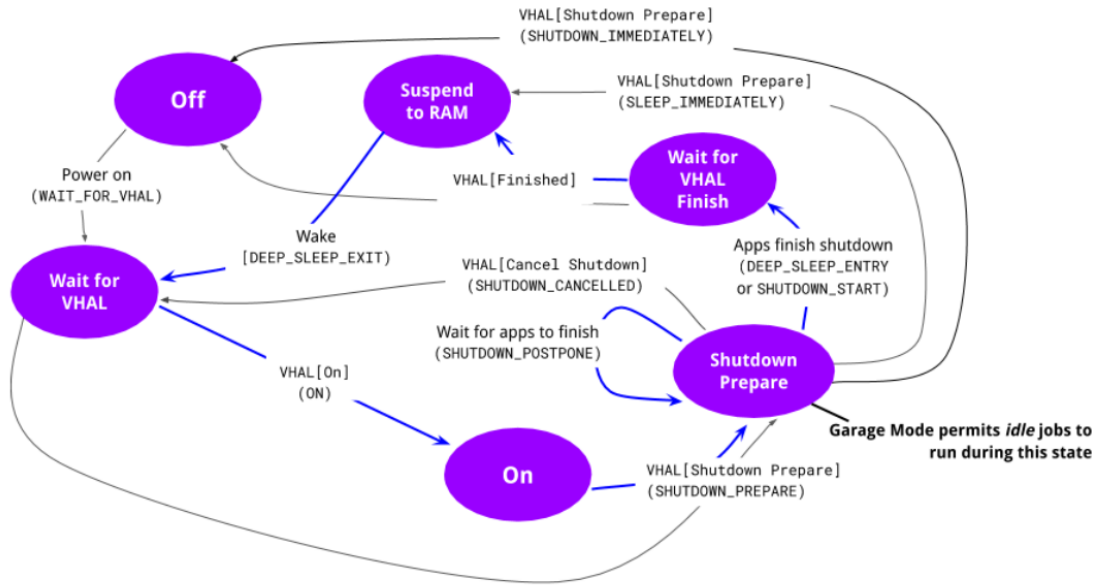 VHAL[Shutdown Prepare]
(SHUTDOWN_IMMEDIATELY)
Off
Suspend
to RAM
VHAL[Shutdown Prepare]
(SLEEP_IMMEDIATELY)
Wait for
VHAL
Finish
Power on
(WAIT_FOR_VHAL)
VHAL[Finished]
Wake
[DEEP_SLEEP_EXIT)
Apps finish shutdown
(DEEP_SLEEP_ENTRY
or SHUTDOWN_START)
Wait for
VHAL
VHAL[Cancel Shutdown]
(SHUTDOWN_CANCELLED)
Wait for apps to finish
(SHUTDOWN_POSTPONE)
Shutdown
Prepare
VHAL[On]
(ON)
Garage Mode permits idle jobs to
run during this state
On
VHAL[Shutdown Prepare]
(SHUTDOWN_PREPARE)